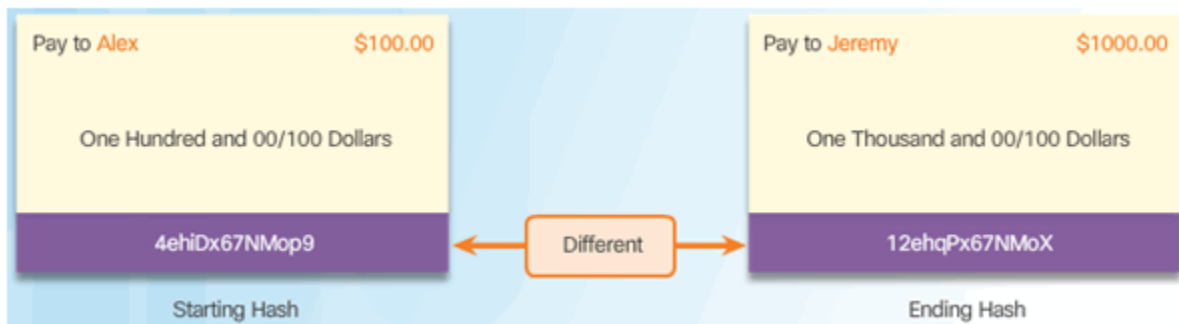 Pay to Alex $100.00
One Hundred and 00/100 Dollars
4ehiDx67NMop9
Starting Hash
Different
Pay to Jeremy $1000.00
One Thousand and 00/100 Dollars
12ehqPx67NMoX
Ending Hash